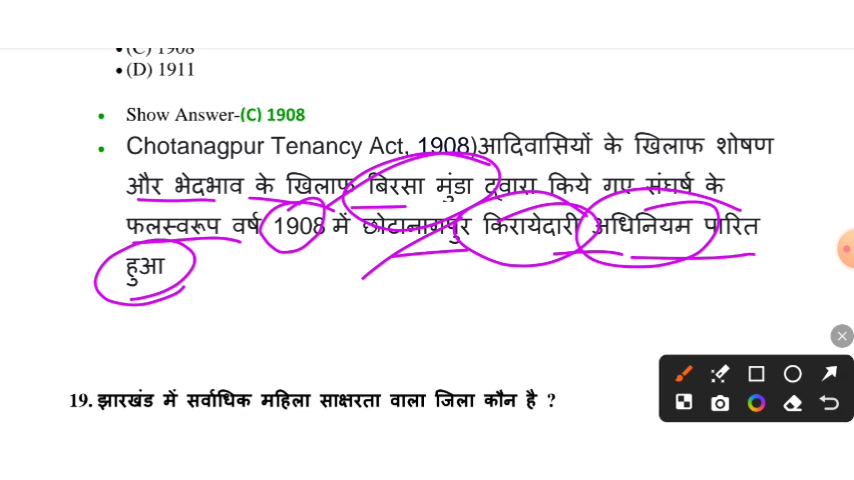 • (C) 1908
• (D) 1911
• Show Answer-(C) 1908
• Chotanagpur Tenancy Act, 1908)आदिवासियों के खिलाफ शोषण
और भेदभाव के खिलाफ बिरसा मुंडा द्वारा किये गए संघर्ष के
फलस्वरूप वर्ष 1908 में छोटानागपुर किरायेदारी अधिनियम पारित
हुआ
19. झारखंड में सर्वाधिक महिला साक्षरता वाला जिला कौन है ?